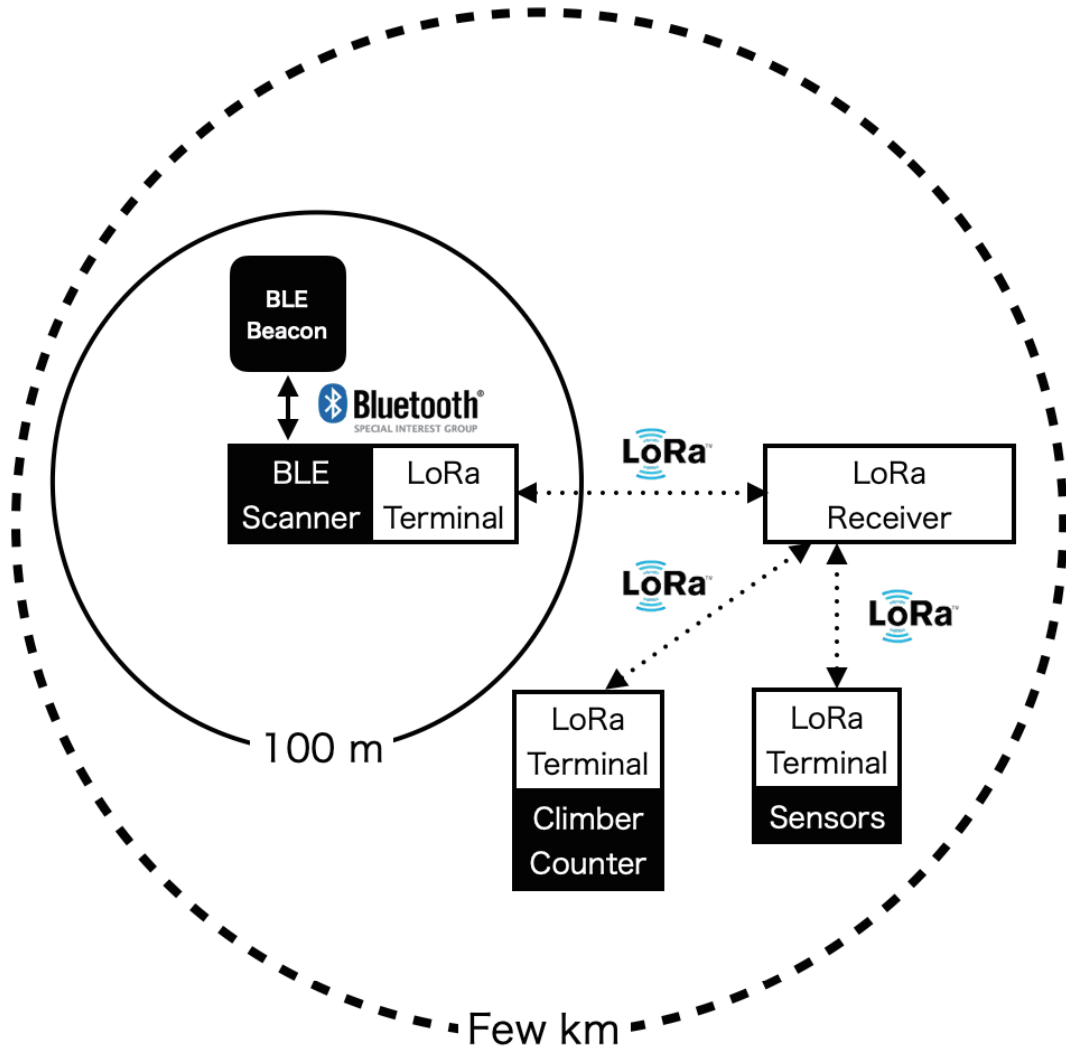 BLE
Beacon
Bluetooth®
SPECIAL INTEREST GROUP
BLE
Scanner
LoRa
Terminal
LoRa™
LoRa
Receiver
LoRa™
LoRa™
LoRa
Terminal
Climber
Counter
LoRa
Terminal
Sensors
100 m
Few km